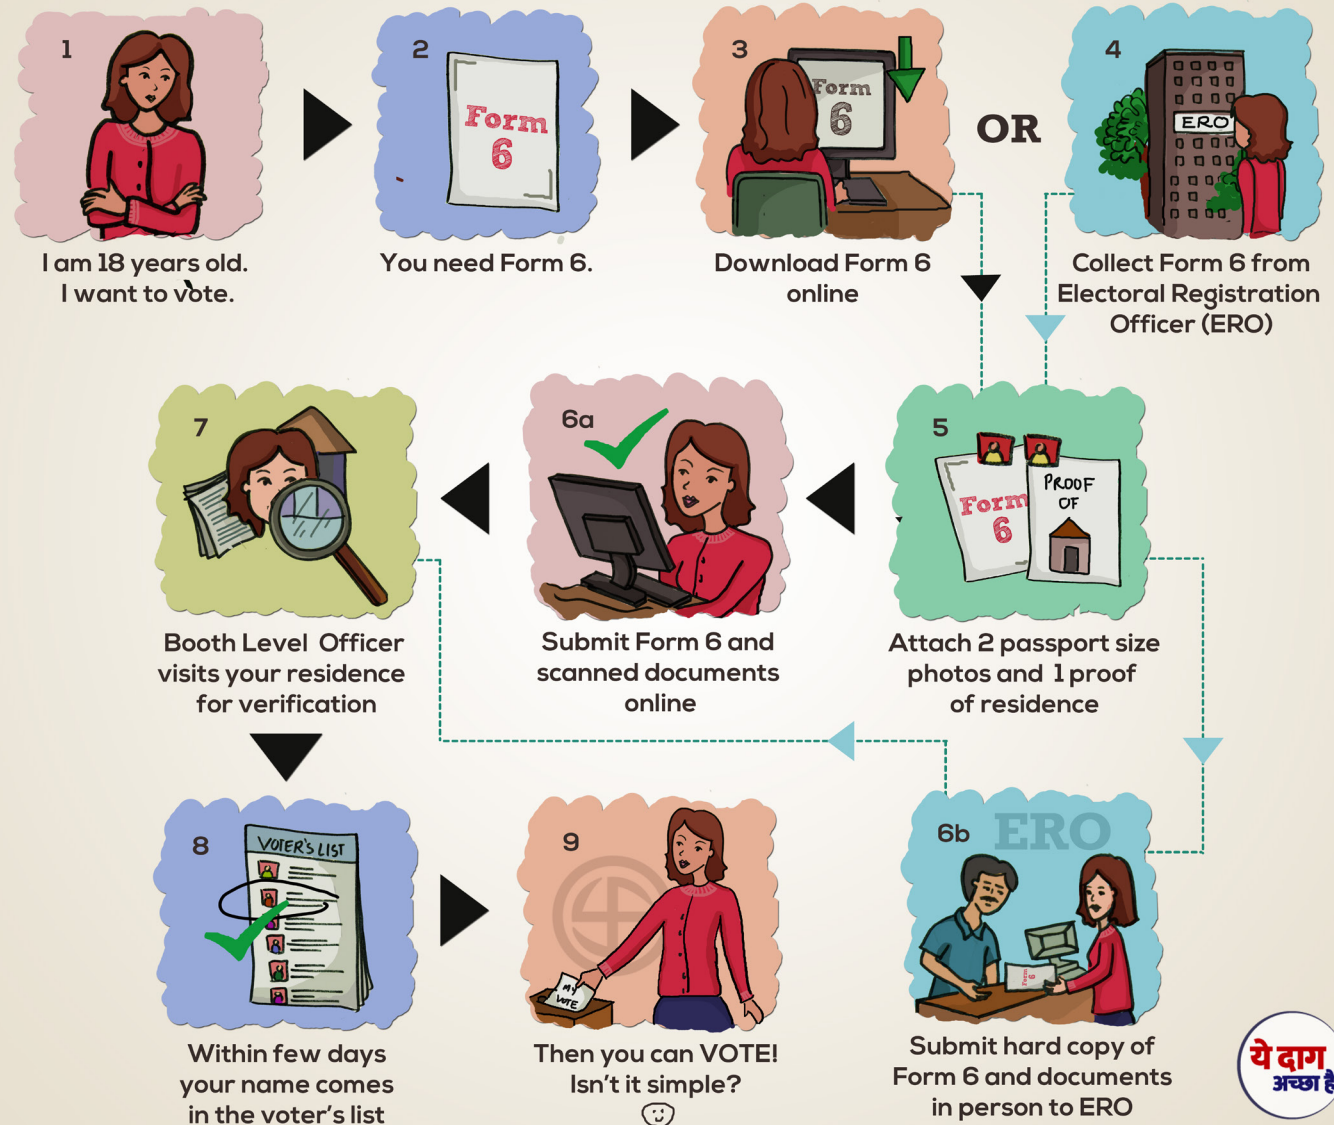 1
I am 18 years old.
I want to vote.
2
Form
6
You need Form 6.
3
Form
6
Download Form 6
online
OR
4
ERO
Collect Form 6 from
Electoral Registration
Officer (ERO)
5
Form
6
PROOF
OF
Attach 2 passport size
photos and 1 proof
of residence
6a
Submit Form 6 and
scanned documents
online
7
Booth Level Officer
visits your residence
for verification
6b
ERO
Form
6
Submit hard copy of
Form 6 and documents
in person to ERO
8
VOTER'S LIST
Within few days
your name comes
in the voter's list
9
MY
VOTE
Then you can VOTE!
Isn't it simple?
ये दाग
अच्छा है